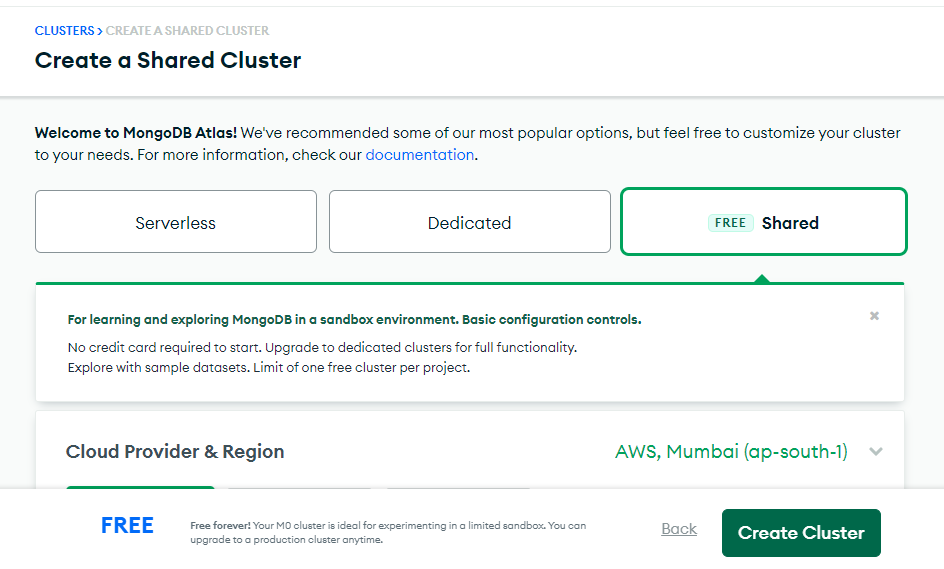 CLUSTERS > CREATE A SHARED CLUSTER
Create a Shared Cluster
Welcome to MongoDB Atlas! We've recommended some of our most popular options, but feel free to customize your cluster
to your needs. For more information, check our documentation.
Serverless
Dedicated
FREE Shared
For learning and exploring MongoDB in a sandbox environment. Basic configuration controls.
No credit card required to start. Upgrade to dedicated clusters for full functionality.
Explore with sample datasets. Limit of one free cluster per project.
Cloud Provider & Region
AWS, Mumbai (ap-south-1)
FREE
Free forever! Your M0 cluster is ideal for experimenting in a limited sandbox. You can
upgrade to a production cluster anytime.
Back
Create Cluster